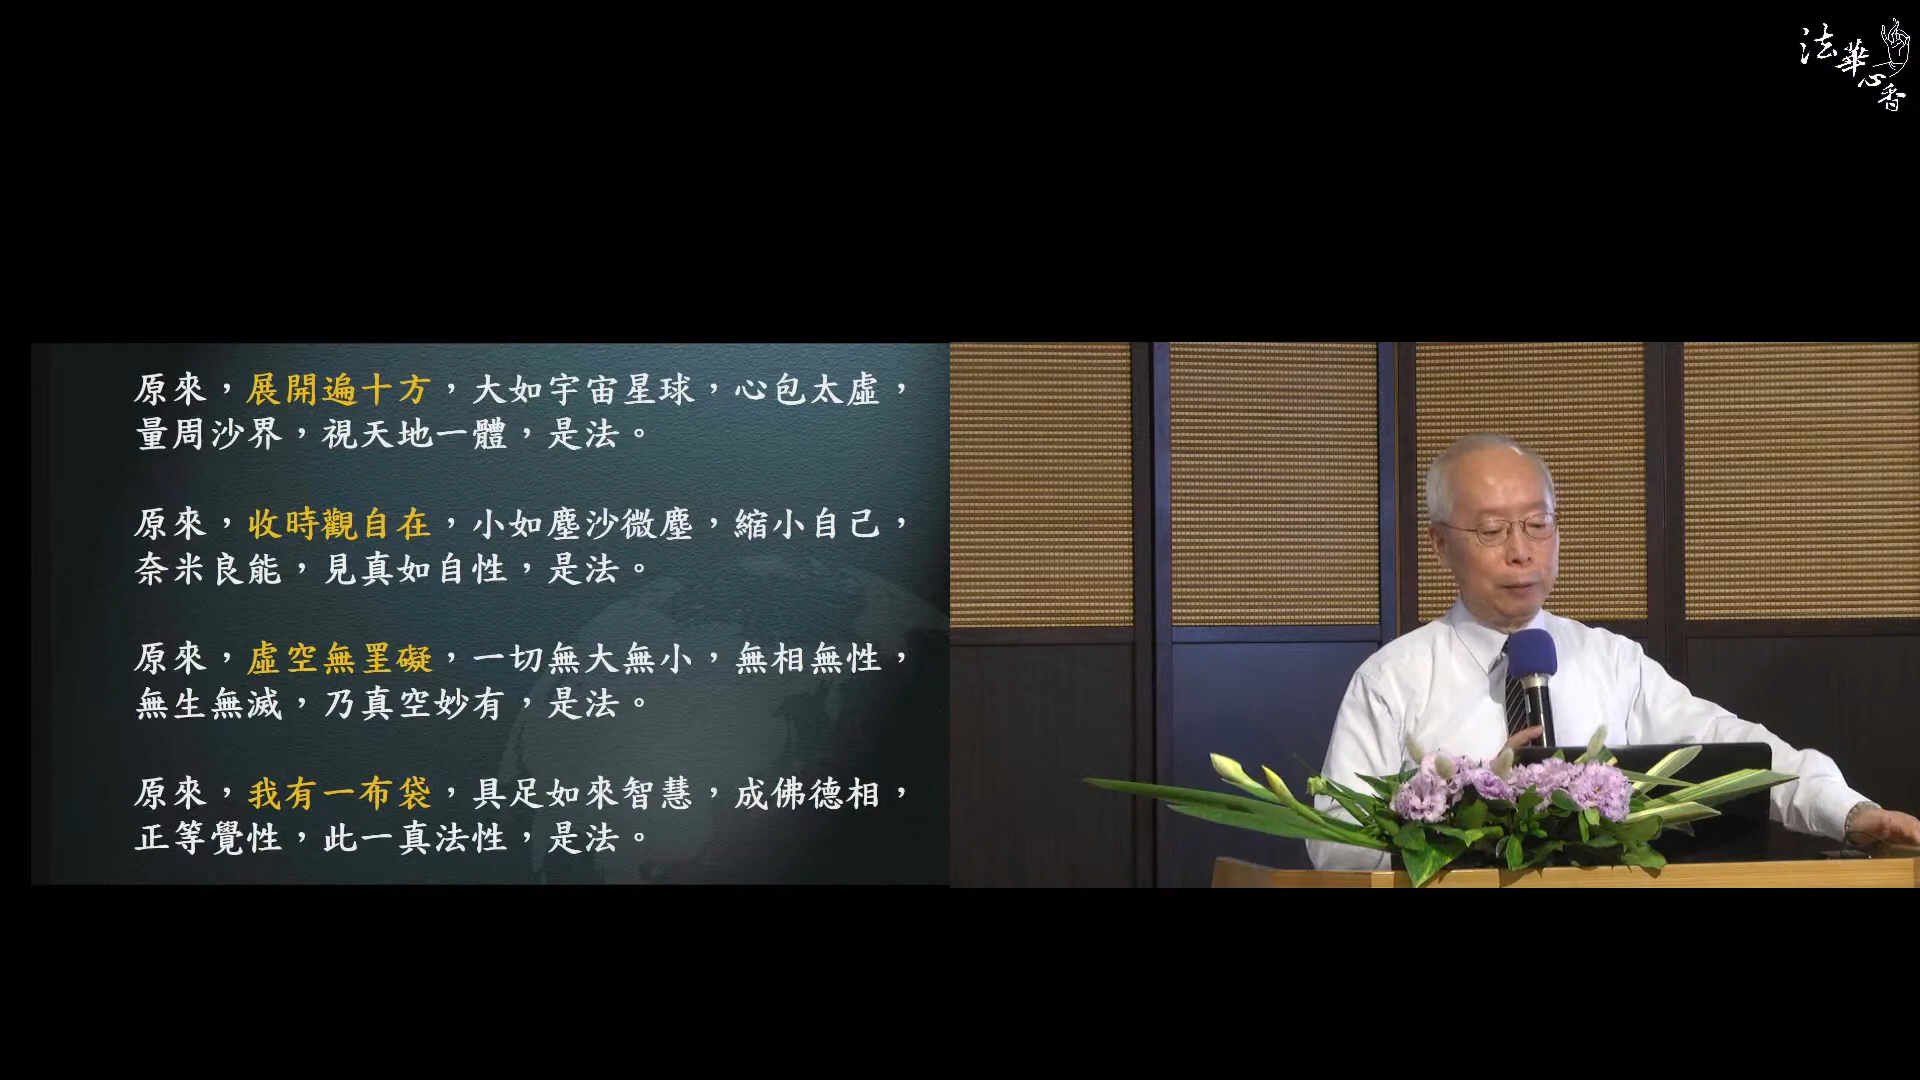 法華心香
原來，展開遍十方，大如宇宙星球，心包太虛，
量周沙界，視天地一體，是法。
原來，收時觀自在，小如塵沙微塵，縮小自己，
奈米良能，見真如自性，是法。
原來，虛空無罣礙，一切無大無小，無相無性，
無生無滅，乃真空妙有，是法。
原來，我有一布袋，具足如來智慧，成佛德相，
正等覺性，此一真法性，是法。